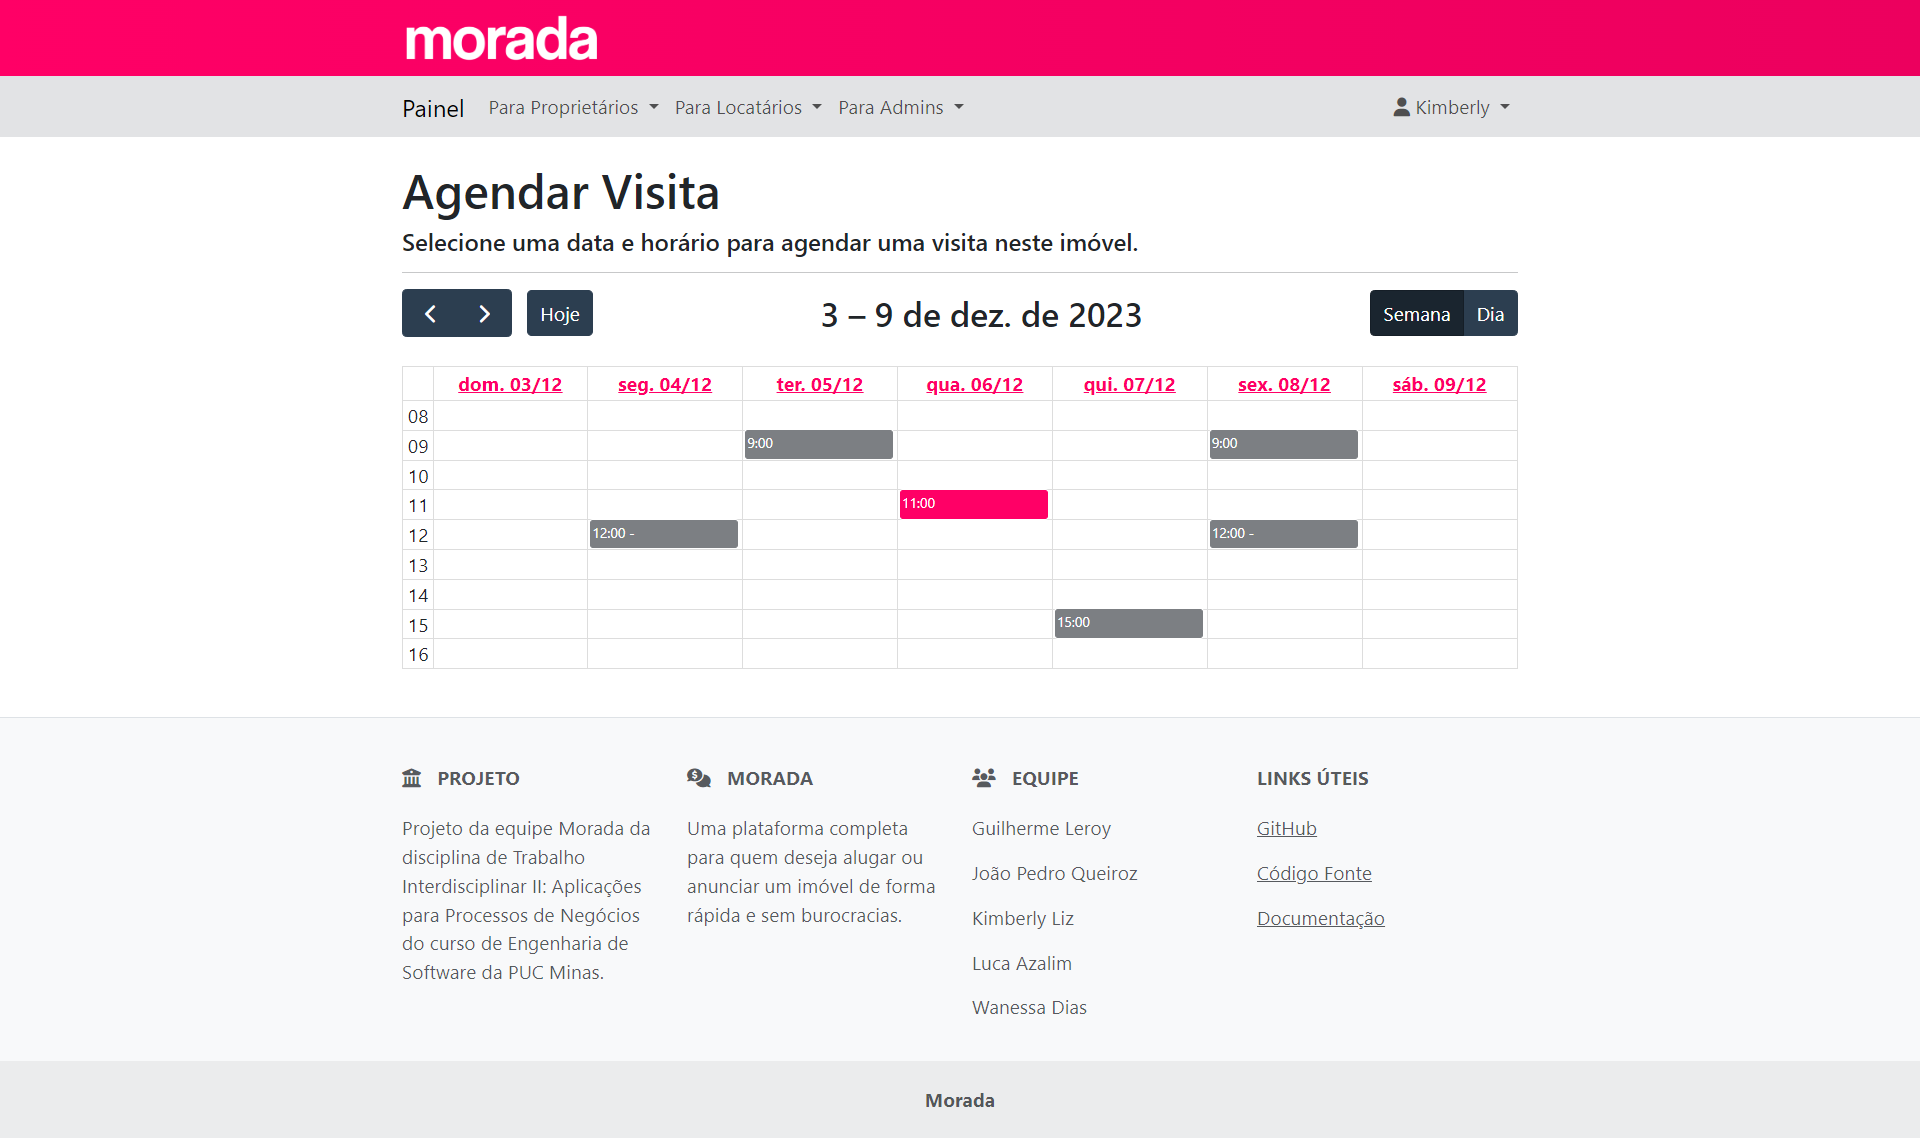 morada
Painel Para Proprietários Para Locatários Para Admins Kimberly
Agendar Visita
Selecione uma data e horário para agendar uma visita neste imóvel.
Hoje 3 – 9 de dez. de 2023 Semana Dia
dom. 03/12 seg. 04/12 ter. 05/12 qua. 06/12 qui. 07/12 sex. 08/12 sáb. 09/12
08
09 9:00 9:00
10
11 11:00
12 12:00 - 12:00 -
13
14
15 15:00
16
PROJETO
Projeto da equipe Morada da
disciplina de Trabalho
Interdisciplinar II: Aplicações
para Processos de Negócios
do curso de Engenharia de
Software da PUC Minas.
MORADA
Uma plataforma completa
para quem deseja alugar ou
anunciar um imóvel de forma
rápida e sem burocracias.
EQUIPE
Guilherme Leroy
João Pedro Queiroz
Kimberly Liz
Luca Azalim
Wanessa Dias
LINKS ÚTEIS
GitHub
Código Fonte
Documentação
Morada